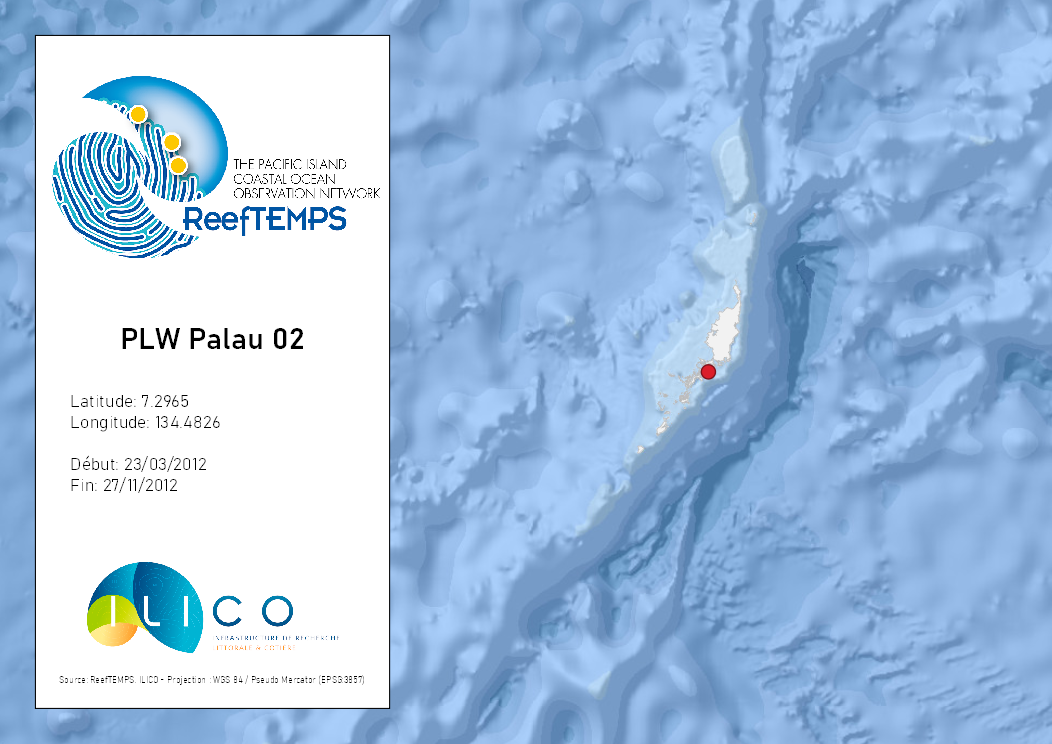 THE PACIFIC ISLAND
COASTAL OCEAN
OBSERVATION NETWORK
ReefTEMPS
PLW Palau 02
Latitude: 7.2965
Longitude: 134.4826
Début: 23/03/2012
Fin: 27/11/2012
ILICO
INFRASTRUCTURE DE RECHERCHE
LITTORALE & COTIERE
Source: ReefTEMPS, ILICO - Projection : WGS 84 / Pseudo Mercator (EPSG:3857)